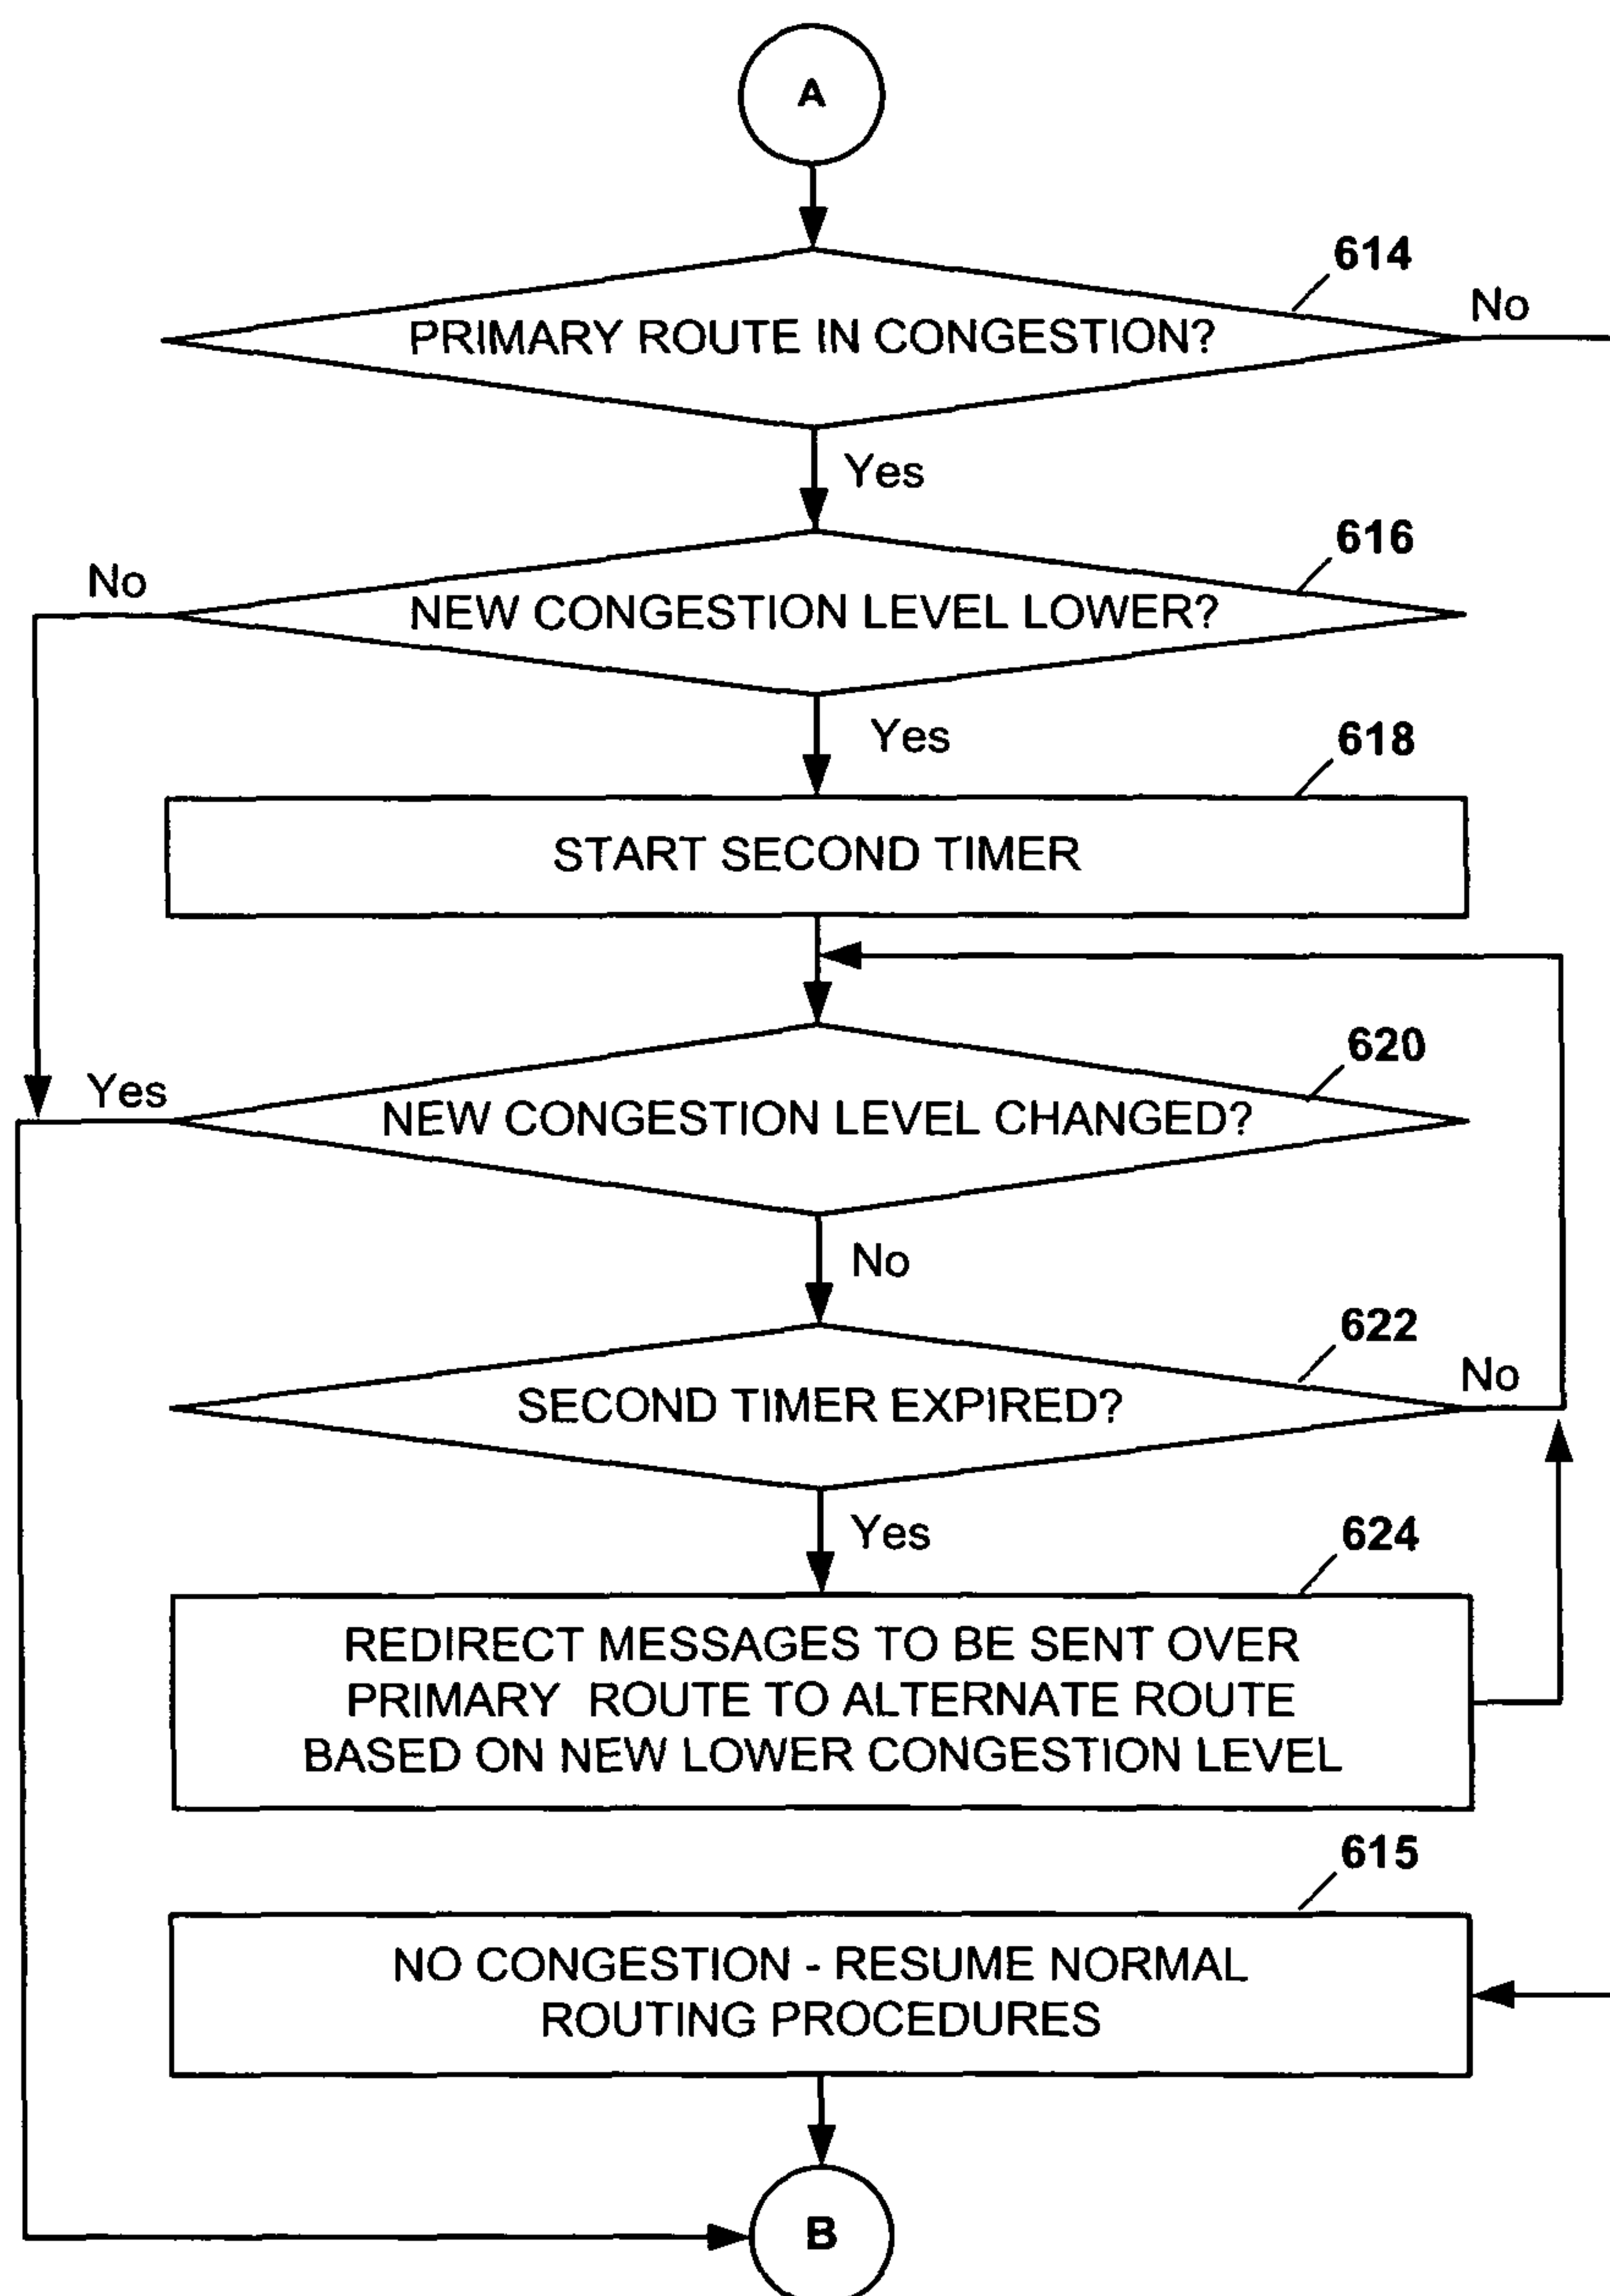 A
614
No
PRIMARY ROUTE IN CONGESTION?
Yes
616
No
NEW CONGESTION LEVEL LOWER?
Yes
618
START SECOND TIMER
620
Yes
NEW CONGESTION LEVEL CHANGED?
No
622
No
SECOND TIMER EXPIRED?
Yes
624
REDIRECT MESSAGES TO BE SENT OVER
PRIMARY ROUTE TO ALTERNATE ROUTE
BASED ON NEW LOWER CONGESTION LEVEL
615
NO CONGESTION - RESUME NORMAL
ROUTING PROCEDURES
B